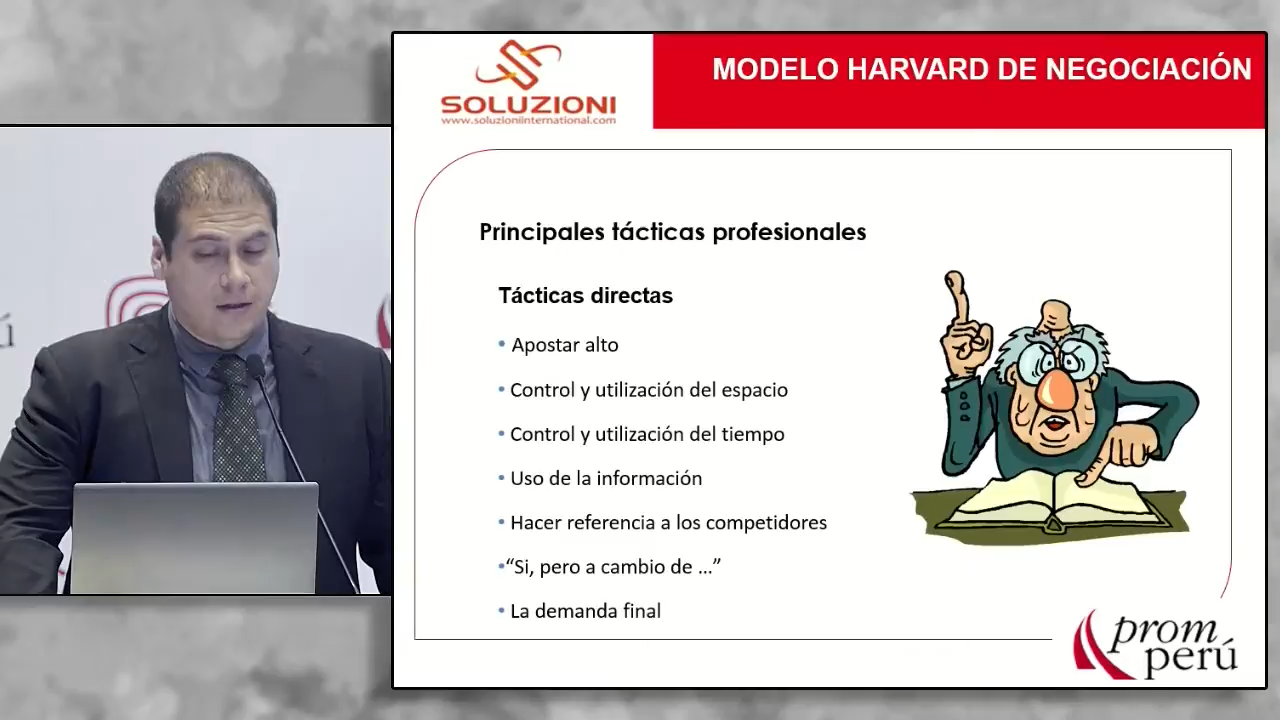 SOLUZIONI
www.soluzioniinternational.com
MODELO HARVARD DE NEGOCIACIÓN
Principales tácticas profesionales
Tácticas directas
• Apostar alto
• Control y utilización del espacio
• Control y utilización del tiempo
• Uso de la información
• Hacer referencia a los competidores
•“Si, pero a cambio de ...”
• La demanda final
prom
perú